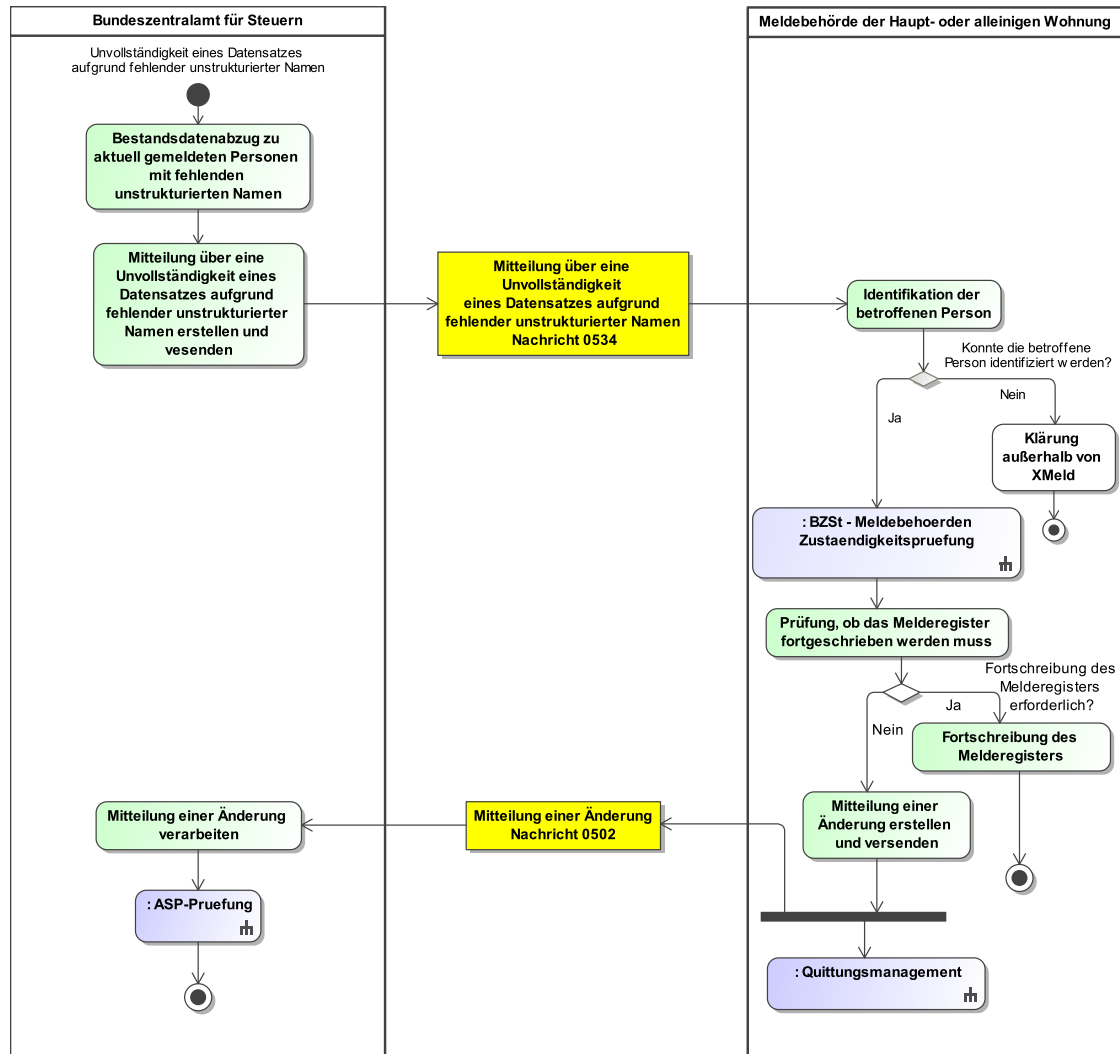 Bundeszentralamt für Steuern
Meldebehörde der Haupt- oder alleinigen Wohnung
Unvollständigkeit eines Datensatzes
aufgrund fehlender unstrukturierter Namen
Bestandsdatenabzug zu
aktuell gemeldeten Personen
mit fehlenden
unstrukturierten Namen
Mitteilung über eine
Unvollständigkeit eines
Datensatzes aufgrund
fehlender unstrukturierter
Namen erstellen und
vesenden
Mitteilung über eine
Unvollständigkeit
eines Datensatzes aufgrund
fehlender unstrukturierter Namen
Nachricht 0534
Identifikation der
betroffenen Person
Konnte die betroffene
Person identifiziert werden?
Nein
Ja
Klärung
außerhalb von
XMeld
: BZSt - Meldebehoerden
Zustaendigkeitspruefung
Prüfung, ob das Melderegister
fortgeschrieben werden muss
Fortschreibung des
Melderegisters
erforderlich?
Ja
Nein
Fortschreibung des
Melderegisters
Mitteilung einer
Änderung erstellen
und versenden
Mitteilung einer Änderung
Nachricht 0502
Mitteilung einer Änderung
verarbeiten
: ASP-Pruefung
: Quittungsmanagement